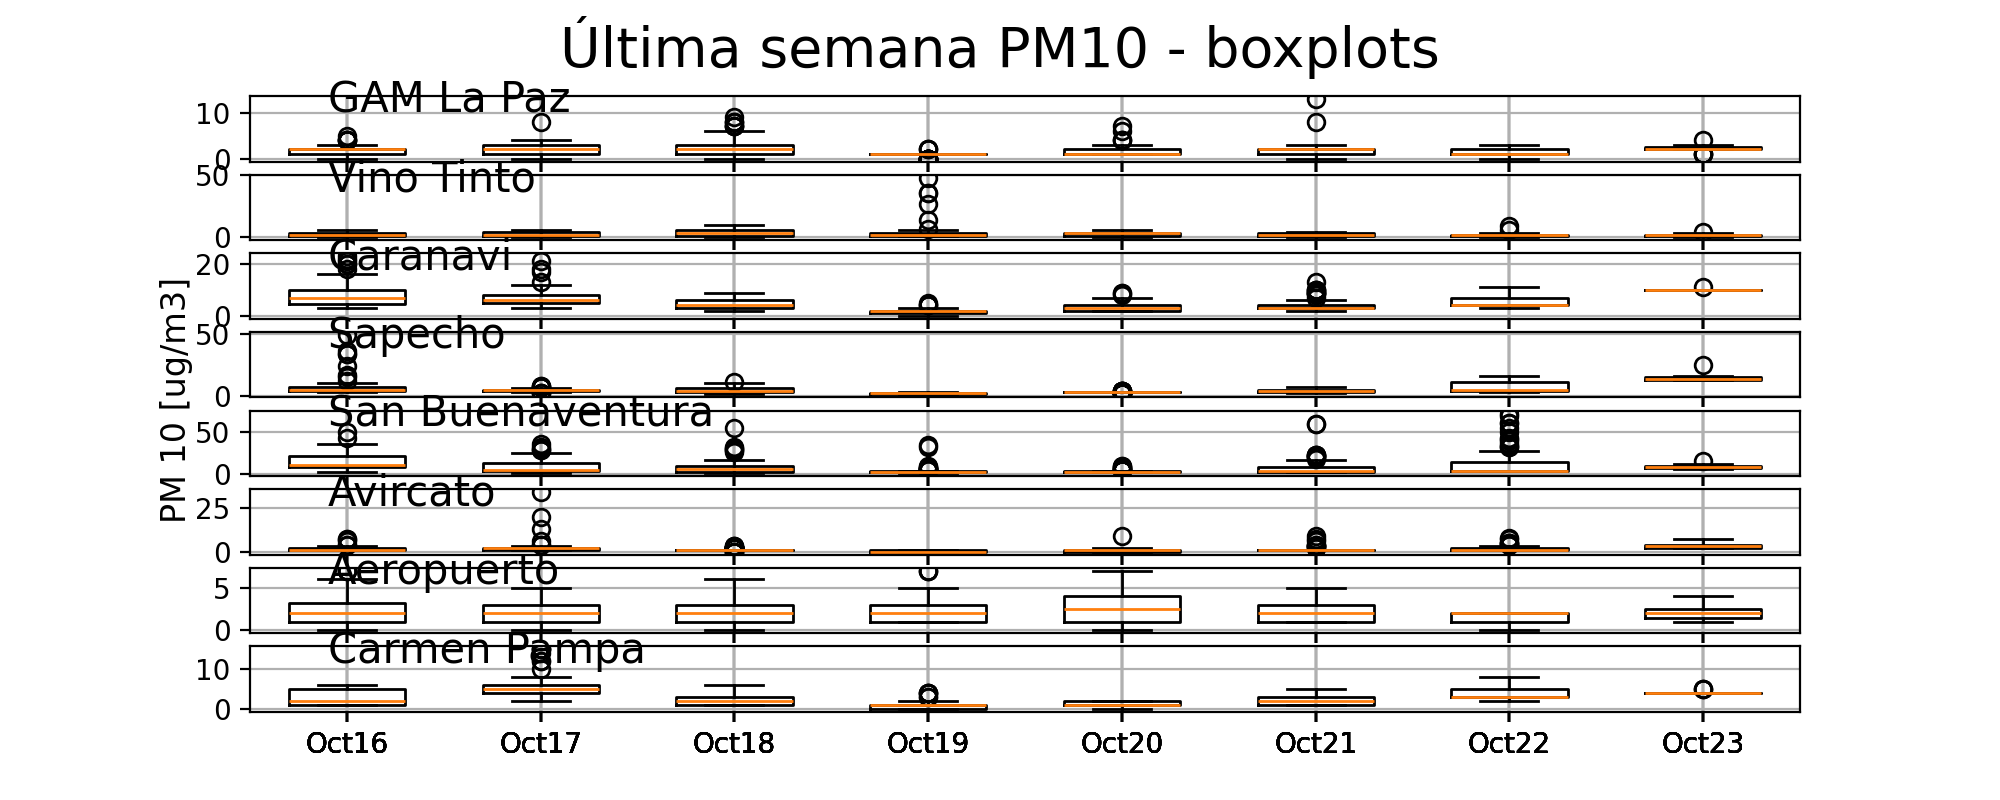 Última semana PM10 - boxplots
GAM La Paz
10
0
Vino Tinto
50
0
Caranavi
20
0
Sapecho
50
0
San Buenaventura
50
0
Avircato
25
0
Aeropuerto
5
0
Carmen Pampa
10
0
PM 10 [ug/m3]
Oct16 Oct17 Oct18 Oct19 Oct20 Oct21 Oct22 Oct23